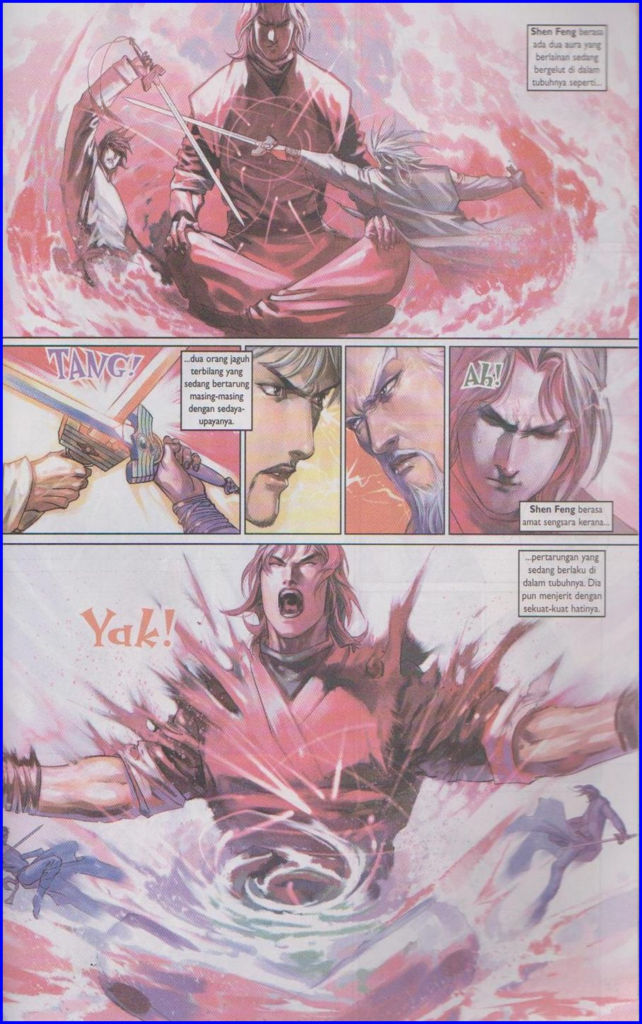 Shen Feng berasa
ada dua aura yang
berlainan sedang
bergelut di dalam
tubuhnya seperti...
TANG!
...dua orang jaguh
terbilang yang
sedang bertarung
masing-masing
dengan sedaya-
upayanya.
Ah!
Shen Feng berasa
amat sengsara kerana...
...pertarungan yang
sedang berlaku di
dalam tubuhnya. Dia
pun menjerit dengan
sekuat-kuat hatinya.
Yak!